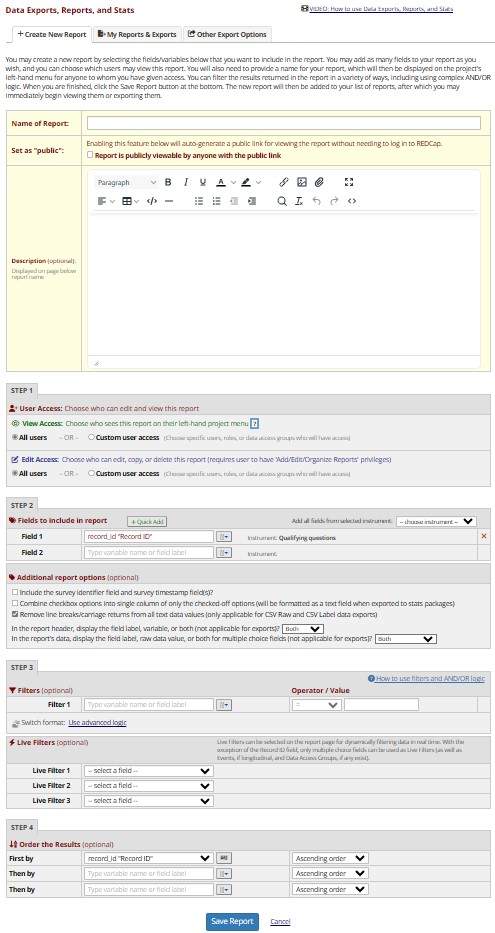 Data Exports, Reports, and Stats
VIDEO: How to use Data Exports, Reports, and Stats
+ Create New Report
My Reports & Exports
Other Export Options
You may create a new report by selecting the fields/variables below that you want to include in the report. You may add as many fields to your report as you
wish, and you can choose which users may view this report. You will also need to provide a name for your report, which will then be displayed on the project's
left-hand menu for anyone to whom you have given access. You can filter the results returned in the report in a variety of ways, including using complex AND/OR
logic. When you are finished, click the Save Report button at the bottom. The new report will then be added to your list of reports, after which you may
immediately begin viewing them or exporting them.
Name of Report:
Set as "public":
Enabling this feature below will auto-generate a public link for viewing the report without needing to log in to REDCap.
Report is publicly viewable by anyone with the public link
Description (optional):
Displayed on page below
report name
Paragraph
B I U A
STEP 1
User Access: Choose who can edit and view this report
View Access: Choose who sees this report on their left-hand project menu ?
All users -- OR -- Custom user access (Choose specific users, roles, or data access groups who will have access)
Edit Access: Choose who can edit, copy, or delete this report (requires user to have 'Add/Edit/Organize Reports' privileges)
All users -- OR -- Custom user access (Choose specific users, roles, or data access groups who will have access)
STEP 2
Fields to include in report
+ Quick Add
Add all fields from selected instrument:
-- choose instrument --
Field 1
record_id "Record ID"
Instrument: Qualifying questions
Field 2
Type variable name or field label
Instrument:
Additional report options (optional)
Include the survey identifier field and survey timestamp field(s)?
Combine checkbox options into single column of only the checked-off options (will be formatted as a text field when exported to stats packages)
Remove line breaks/carriage returns from all text data values (only applicable for CSV Raw and CSV Label data exports)
In the report header, display the field label, variable, or both (not applicable for exports)? Both
In the report's data, display the field label, raw data value, or both for multiple choice fields (not applicable for exports)? Both
STEP 3
How to use filters and AND/OR logic
Filters (optional)
Operator / Value
Filter 1
Type variable name or field label
=
Switch format: Use advanced logic
Live Filters (optional)
Live Filters can be selected on the report page for dynamically filtering data in real time. With the
exception of the Record ID field, only multiple choice fields can be used as Live Filters (as well as
Events, if longitudinal, and Data Access Groups, if any exist).
Live Filter 1
-- select a field --
Live Filter 2
-- select a field --
Live Filter 3
-- select a field --
STEP 4
Order the Results (optional)
First by
record_id "Record ID"
Ascending order
Then by
Type variable name or field label
Ascending order
Then by
Type variable name or field label
Ascending order
Save Report
Cancel